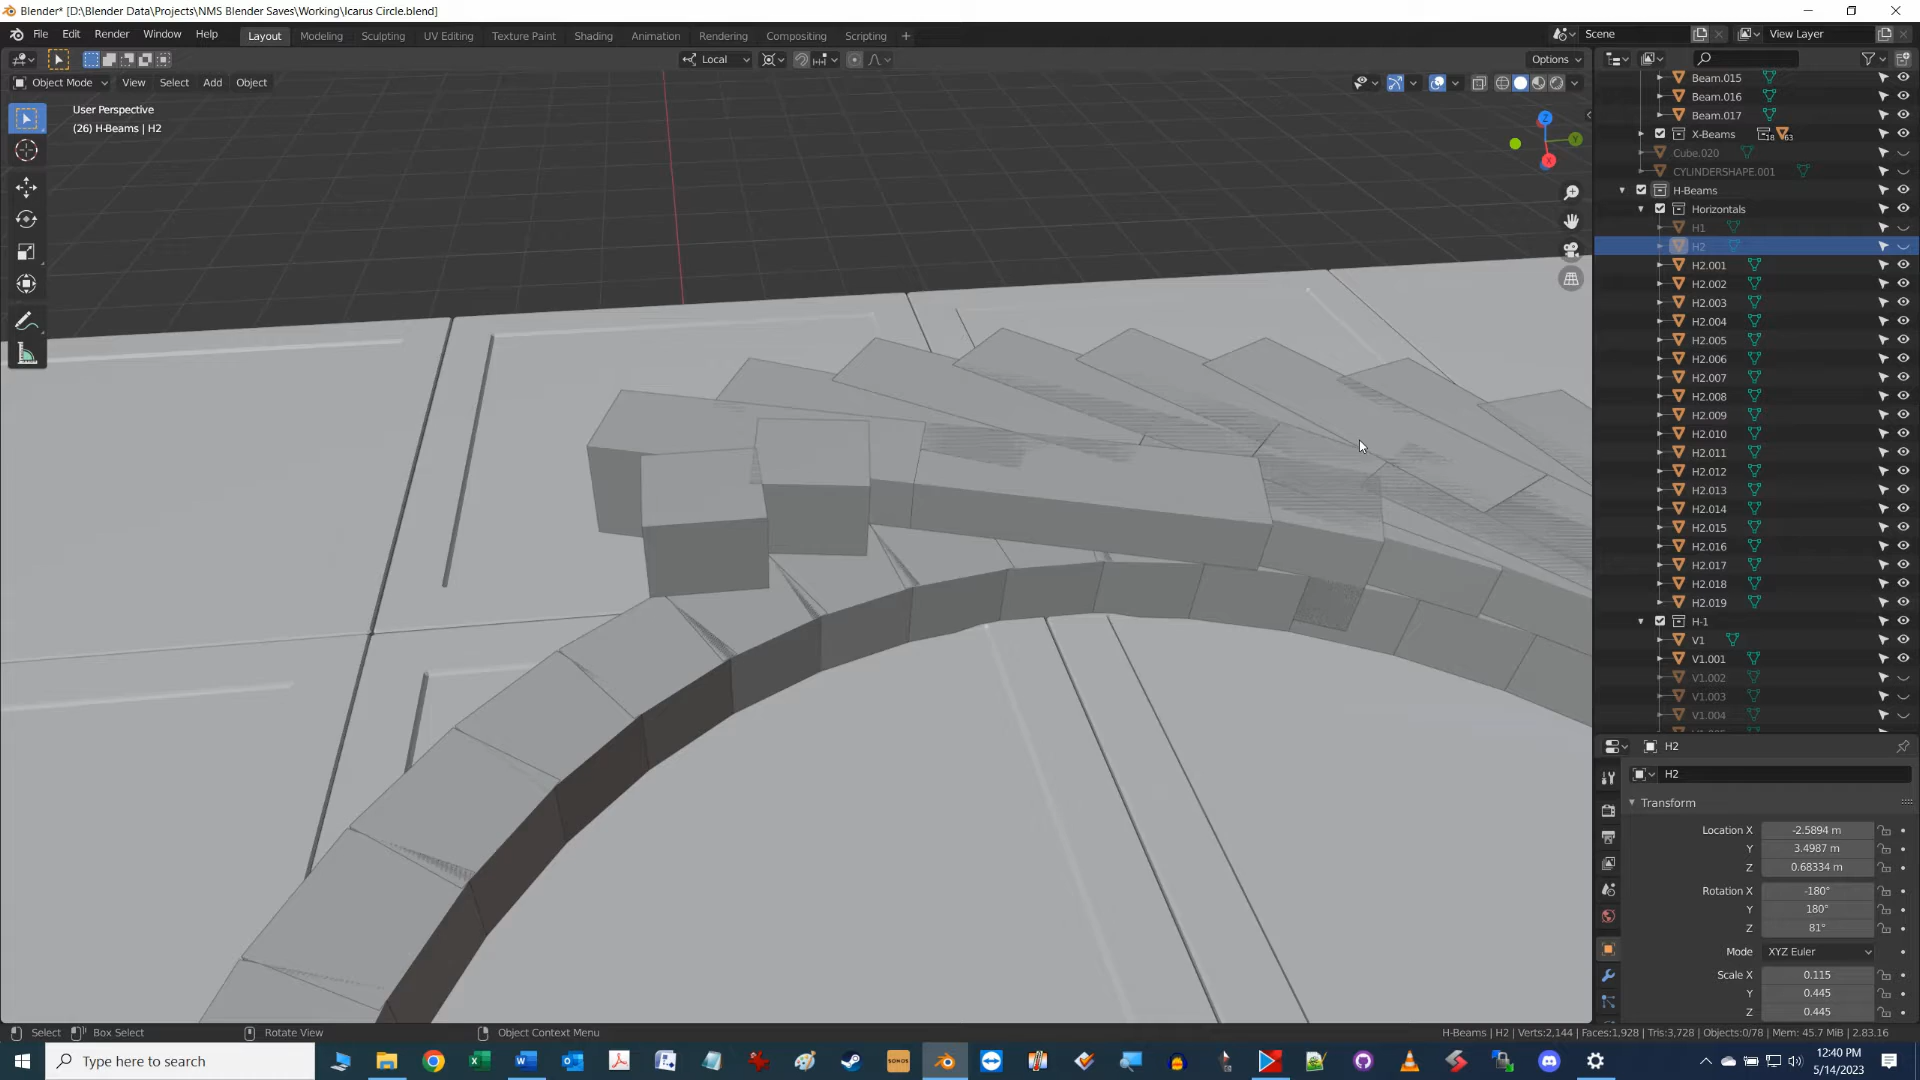 Blender* [D:\Blender Data\Projects\NMS Blender Saves\Working\Icarus Circle.blend]
File Edit Render Window Help Layout Modeling Sculpting UV Editing Texture Paint Shading Animation Rendering Compositing Scripting + Scene View Layer
Local Options
Object Mode View Select Add Object
User Perspective
(26) H-Beams | H2
Z
Y
X
Beam.015
Beam.016
Beam.017
X-Beams 18 63
Cube.020
CYLINDERSHAPE.001
H-Beams
Horizontals
H1
H2
H2.001
H2.002
H2.003
H2.004
H2.005
H2.006
H2.007
H2.008
H2.009
H2.010
H2.011
H2.012
H2.013
H2.014
H2.015
H2.016
H2.017
H2.018
H2.019
H-1
V1
V1.001
V1.002
V1.003
V1.004
H2
H2
Transform
Location X -2.5894 m
Y 3.4987 m
Z 0.68334 m
Rotation X -180°
Y 180°
Z 81°
Mode XYZ Euler
Scale X 0.115
Y 0.445
Z 0.445
Select Box Select Rotate View Object Context Menu H-Beams | H2 | Verts:2,144 | Faces:1,928 | Tris:3,728 | Objects:0/78 | Mem: 45.7 MiB | 2.83.16
Type here to search
SONOS
12:40 PM
5/14/2023